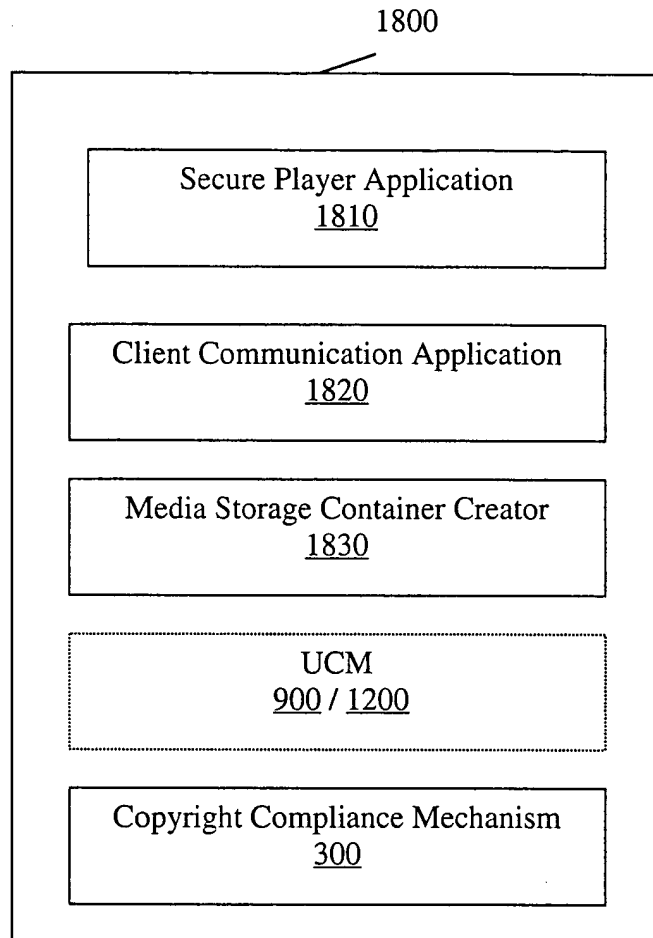 1800
Secure Player Application
1810
Client Communication Application
1820
Media Storage Container Creator
1830
UCM
900 / 1200
Copyright Compliance Mechanism
300